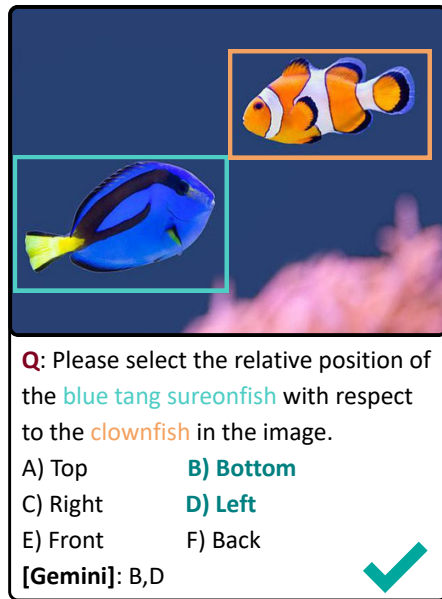 Q: Please select the relative position of
the blue tang sureonfish with respect
to the clownfish in the image.
A) Top B) Bottom
C) Right D) Left
E) Front F) Back
[Gemini]: B,D